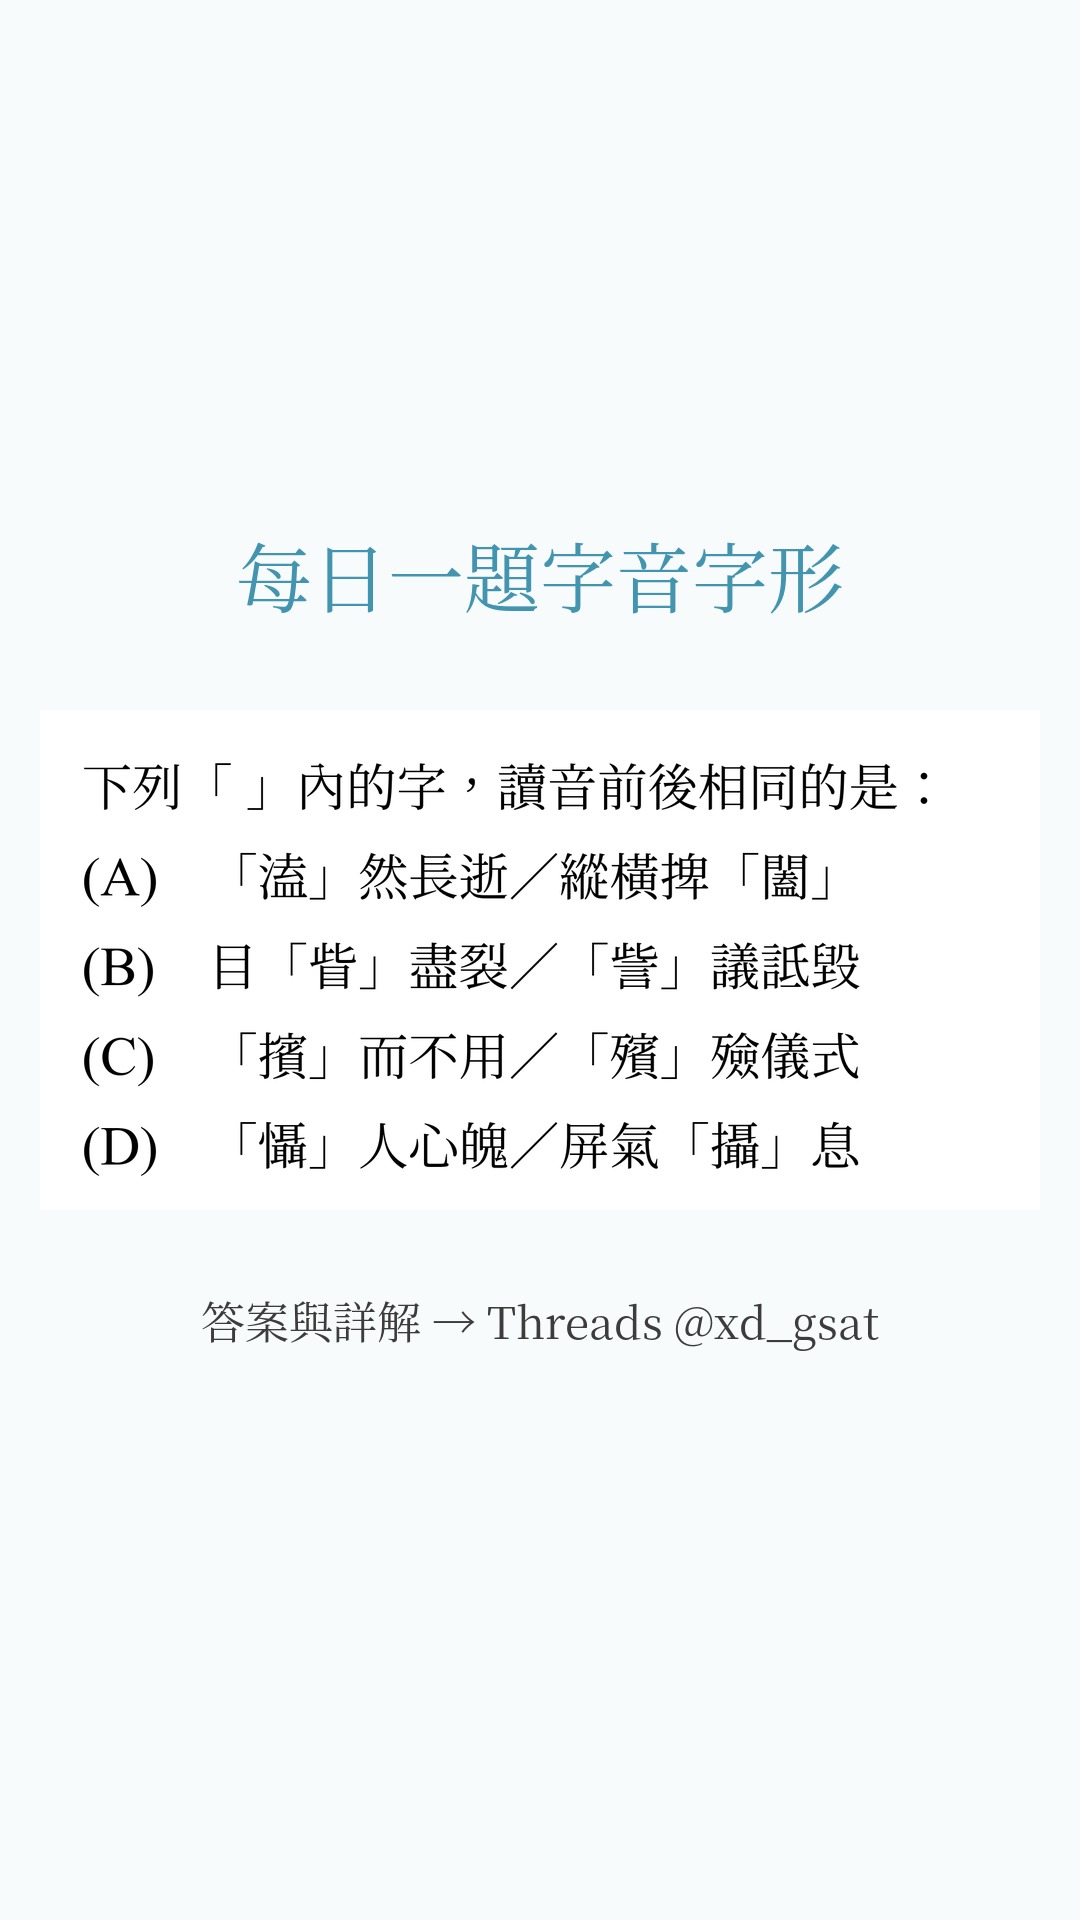 每日一題字音字形
下列「 」內的字，讀音前後相同的是：
(A) 「溘」然長逝／縱橫捭「闔」
(B) 目「眥」盡裂／「訾」議詆毀
(C) 「擯」而不用／「殯」殮儀式
(D) 「懾」人心魄／屏氣「攝」息
答案與詳解 → Threads @xd_gsat